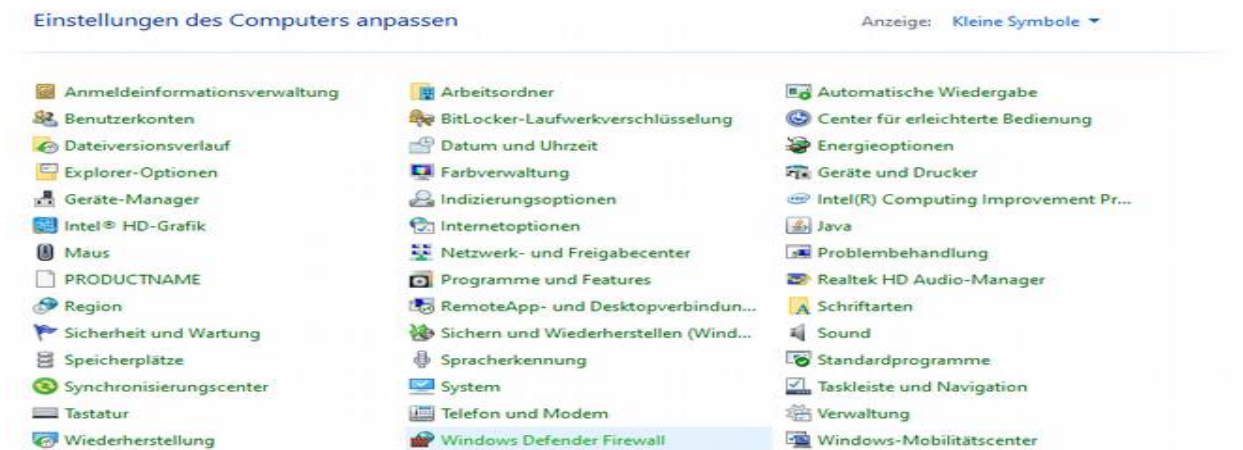 Einstellungen des Computers anpassen
Anzeige: Kleine Symbole
Anmeldeinformationsverwaltung
Arbeitsordner
Automatische Wiedergabe
Benutzerkonten
BitLocker-Laufwerkverschlüsselung
Center für erleichterte Bedienung
Dateiversionsverlauf
Datum und Uhrzeit
Energieoptionen
Explorer-Optionen
Farbverwaltung
Geräte und Drucker
Geräte-Manager
Indizierungsoptionen
Intel(R) Computing Improvement Pr...
Intel® HD-Grafik
Internetoptionen
Java
Maus
Netzwerk- und Freigabecenter
Problembehandlung
PRODUCTNAME
Programme und Features
Realtek HD Audio-Manager
Region
RemoteApp- und Desktopverbindun...
Schriftarten
Sicherheit und Wartung
Sichern und Wiederherstellen (Wind...
Sound
Speicherplätze
Spracherkennung
Standardprogramme
Synchronisierungscenter
System
Taskleiste und Navigation
Tastatur
Telefon und Modem
Verwaltung
Wiederherstellung
Windows Defender Firewall
Windows-Mobilitätscenter